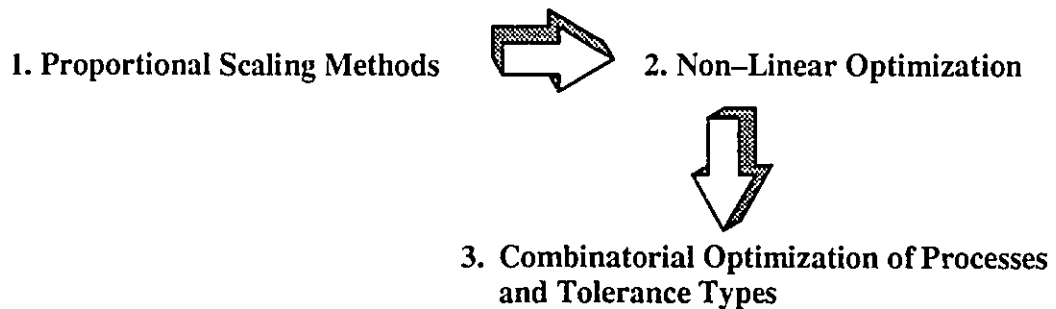 1. Proportional Scaling Methods
2. Non–Linear Optimization
3. Combinatorial Optimization of Processes
and Tolerance Types